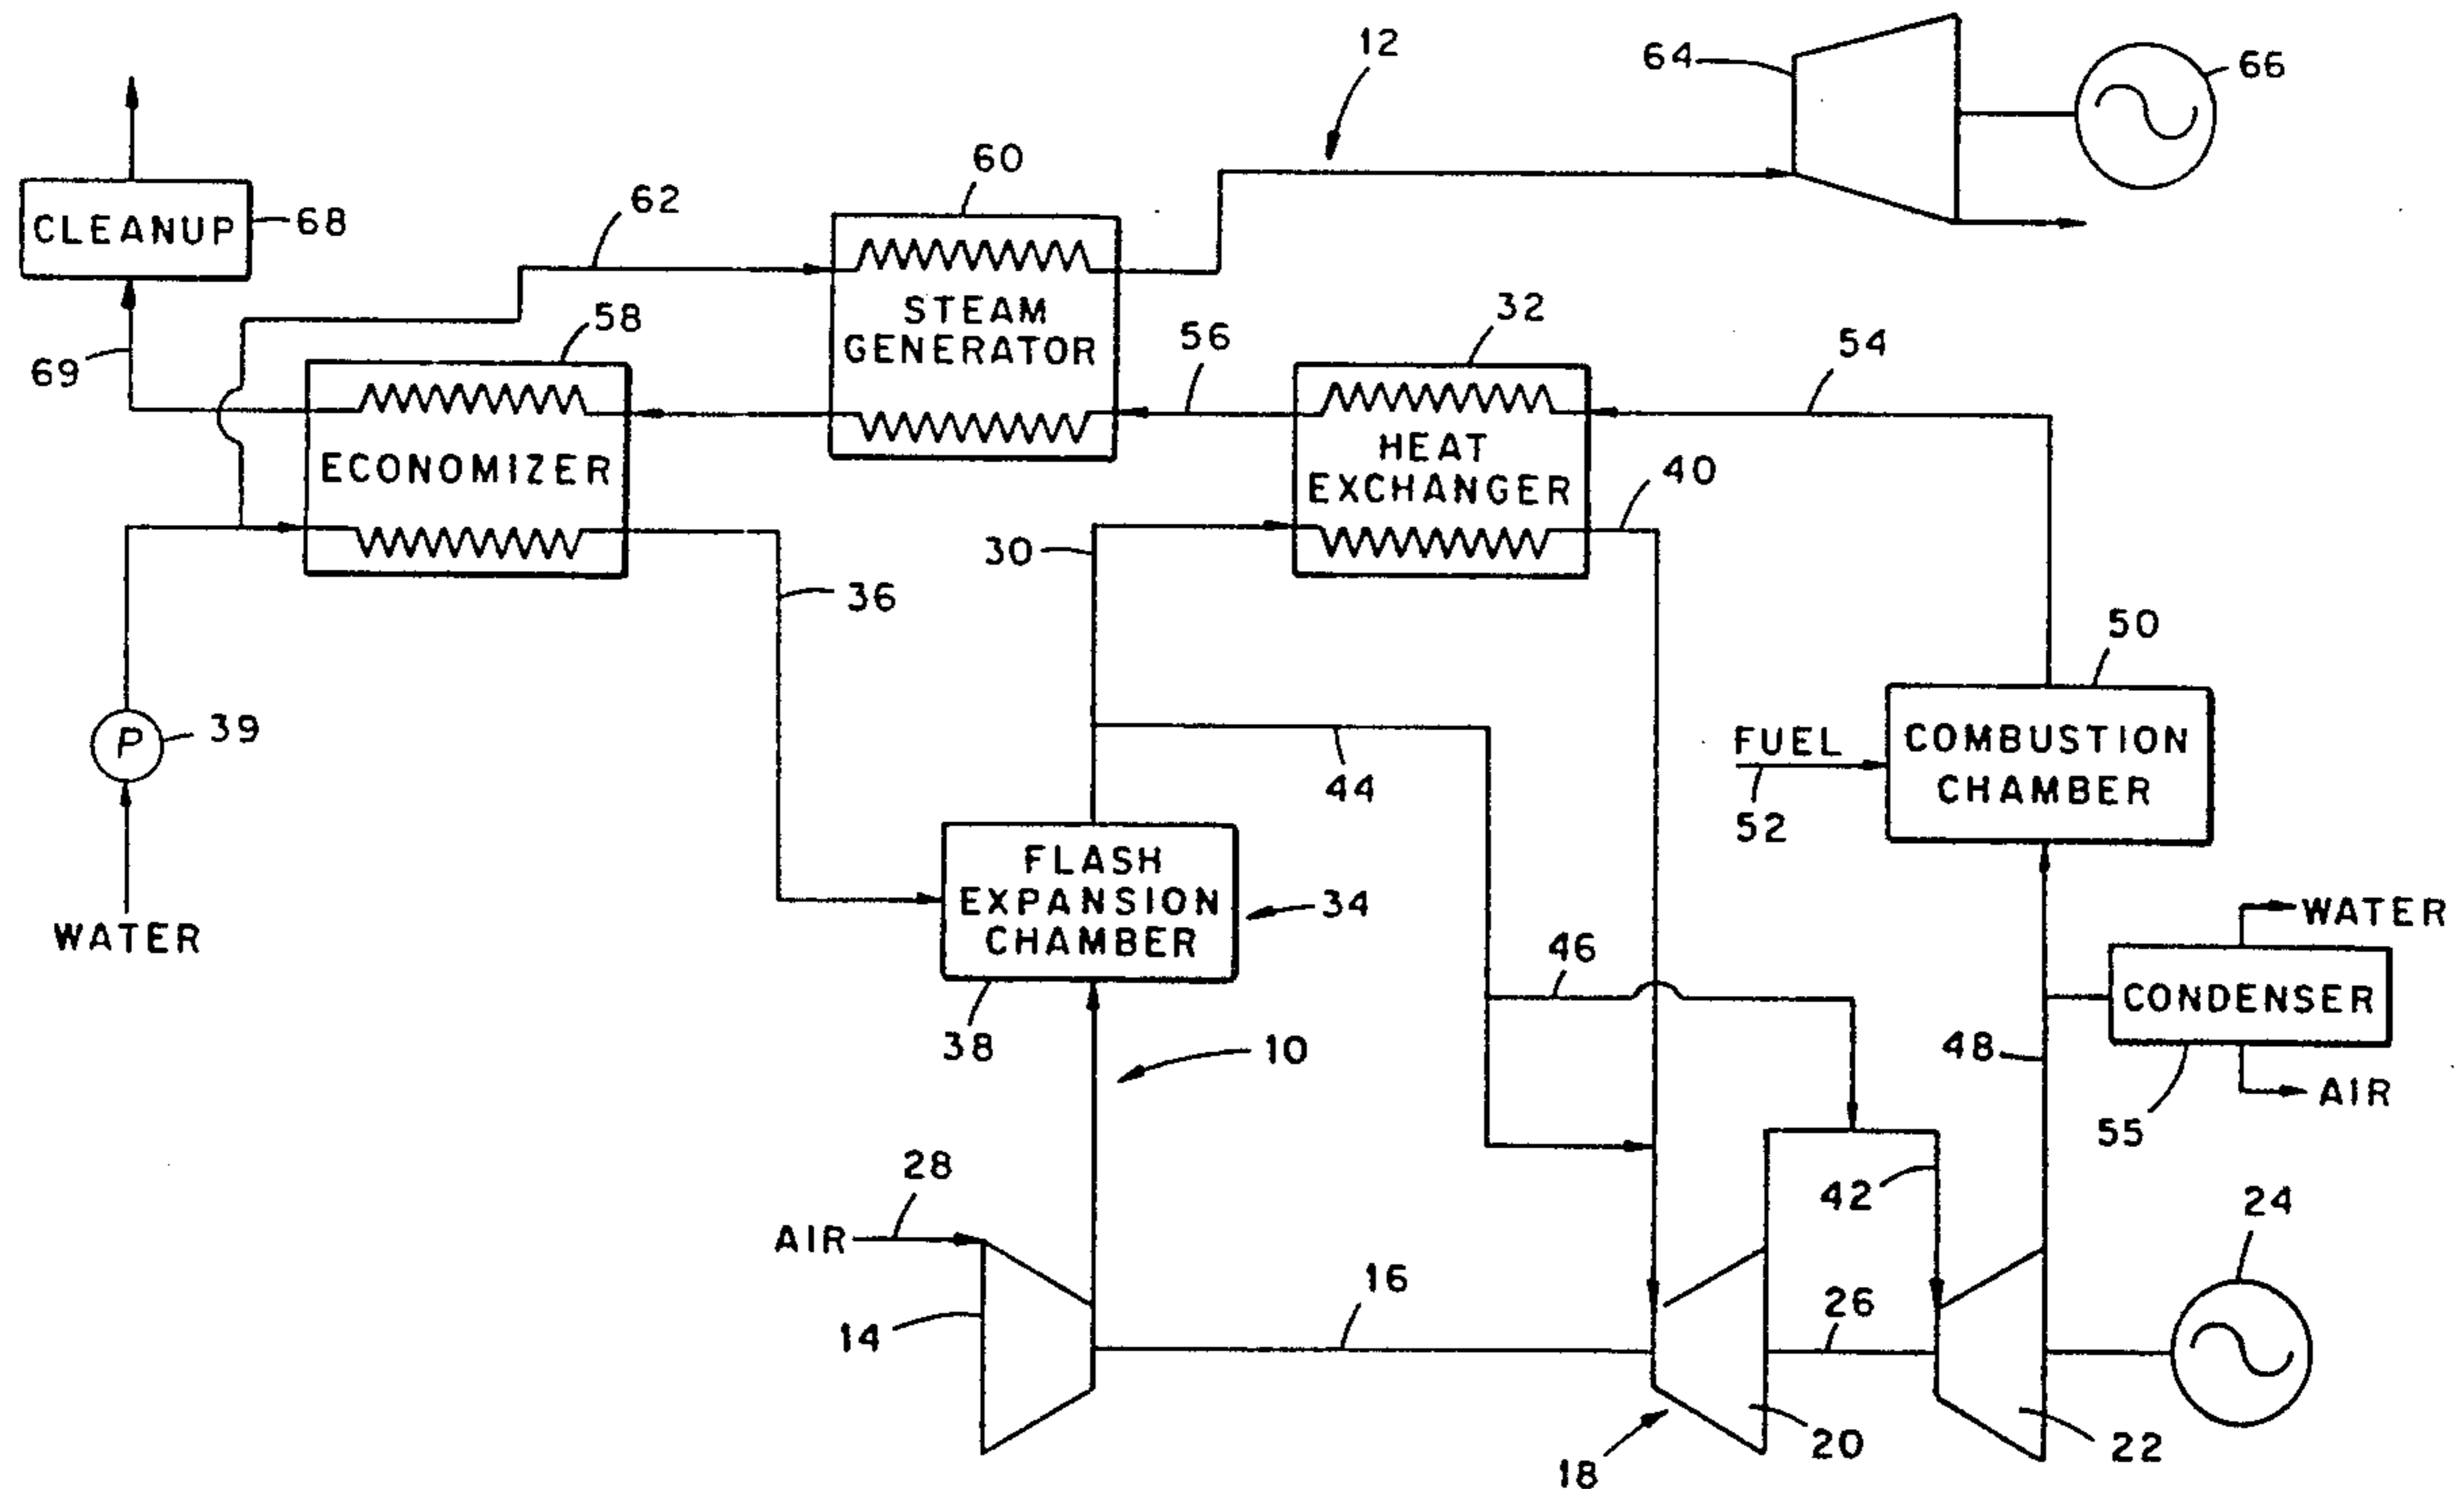 12
64
66
60
62
CLEANUP
68
STEAM
GENERATOR
32
58
56
54
69
HEAT
EXCHANGER
ECONOMIZER
40
30
36
50
P
39
FUEL
52
COMBUSTION
CHAMBER
44
FLASH
EXPANSION
CHAMBER
34
WATER
WATER
46
CONDENSER
38
10
48
AIR
55
28
42
24
AIR
16
26
14
20
22
18